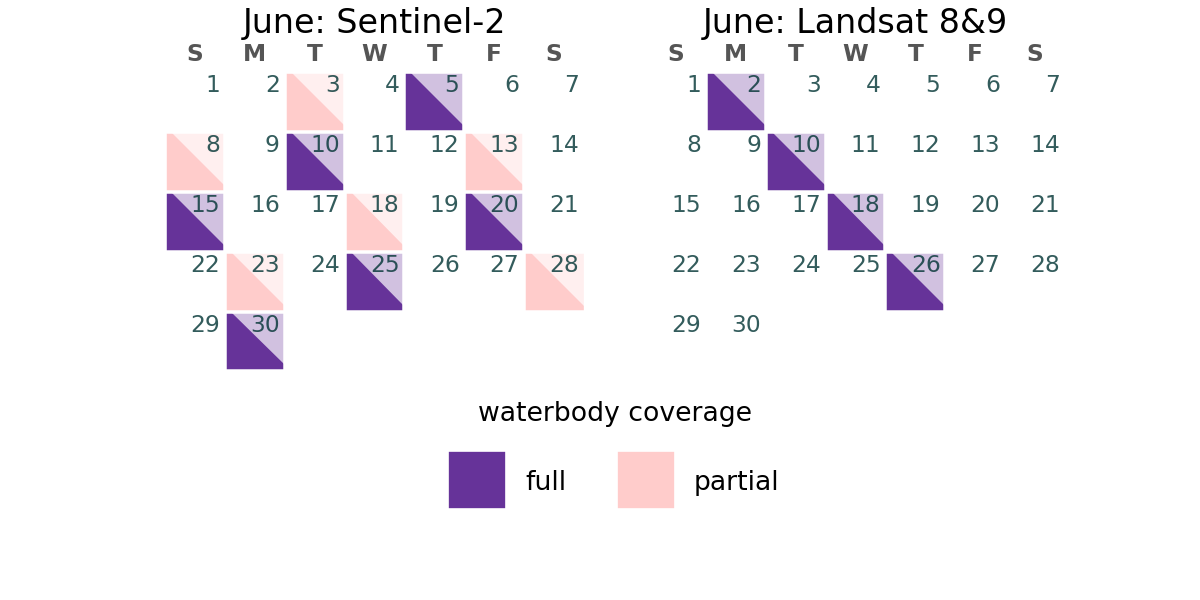 June: Sentinel-2
S M T W T F S
1 2 3 4 5 6 7
8 9 10 11 12 13 14
15 16 17 18 19 20 21
22 23 24 25 26 27 28
29 30
June: Landsat 8&9
S M T W T F S
1 2 3 4 5 6 7
8 9 10 11 12 13 14
15 16 17 18 19 20 21
22 23 24 25 26 27 28
29 30
waterbody coverage
full partial